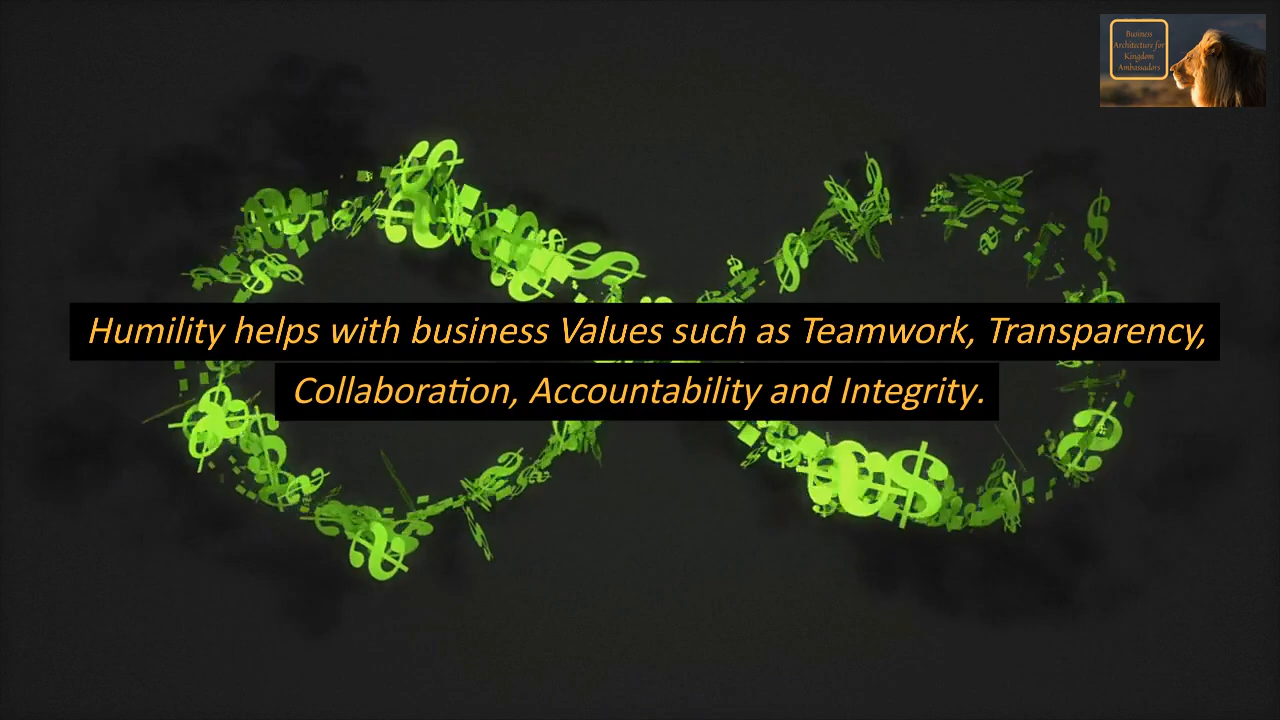 Business
Architecture for
Kingdom
Ambassadors
Humility helps with business Values such as Teamwork, Transparency,
Collaboration, Accountability and Integrity.